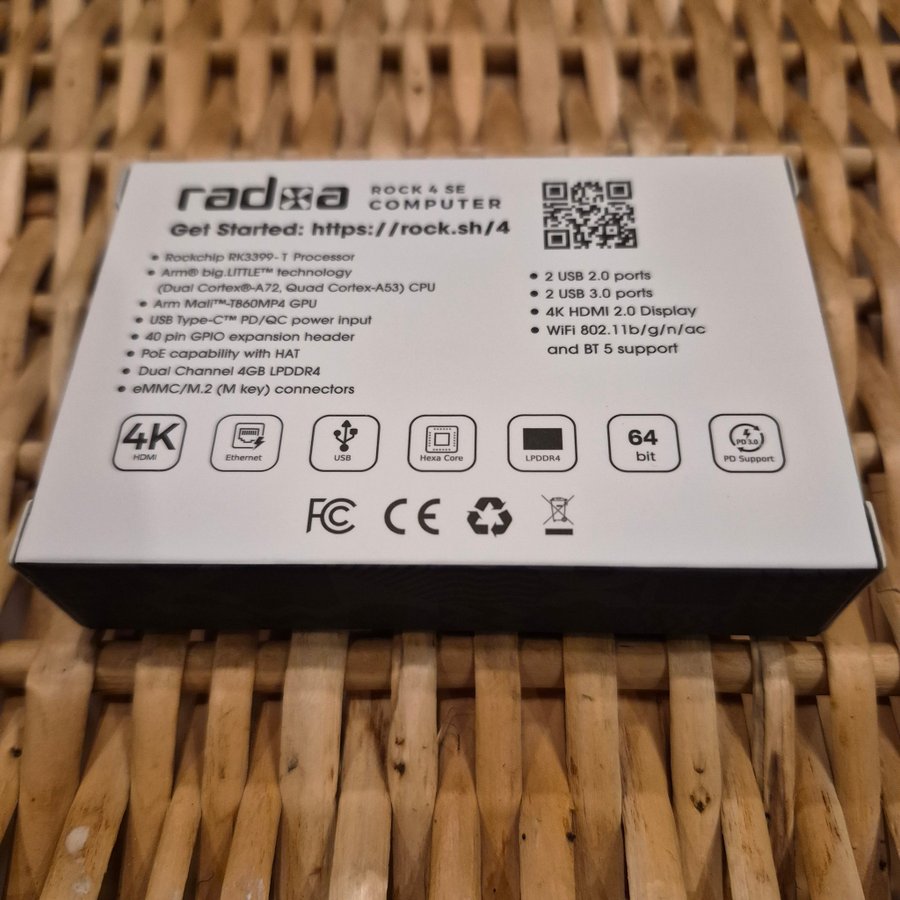 radxa ROCK 4 SE
COMPUTER
Get Started: https://rock.sh/4
• Rockchip RK3399-T Processor
• Arm® big.LITTLE™ technology
(Dual Cortex®-A72, Quad Cortex-A53) CPU
• Arm Mali™-T860MP4 GPU
• USB Type-C™ PD/QC power input
• 40 pin GPIO expansion header
• PoE capability with HAT
• Dual Channel 4GB LPDDR4
• eMMC/M.2 (M key) connectors
• 2 USB 2.0 ports
• 2 USB 3.0 ports
• 4K HDMI 2.0 Display
• WiFi 802.11b/g/n/ac
and BT 5 support
4K
HDMI
Ethernet
USB
Hexa Core
LPDDR4
64
bit
PD 3.0
PD Support
FC CE